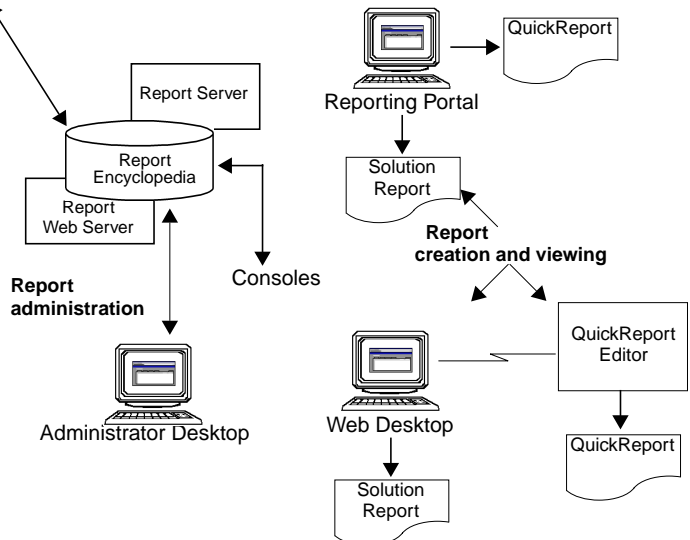 QuickReport
Report Server
Reporting Portal
Report
Encyclopedia
Solution
Report
Report
Web Server
Report
creation and viewing
Consoles
Report
administration
QuickReport
Editor
Administrator Desktop
Web Desktop
QuickReport
Solution
Report